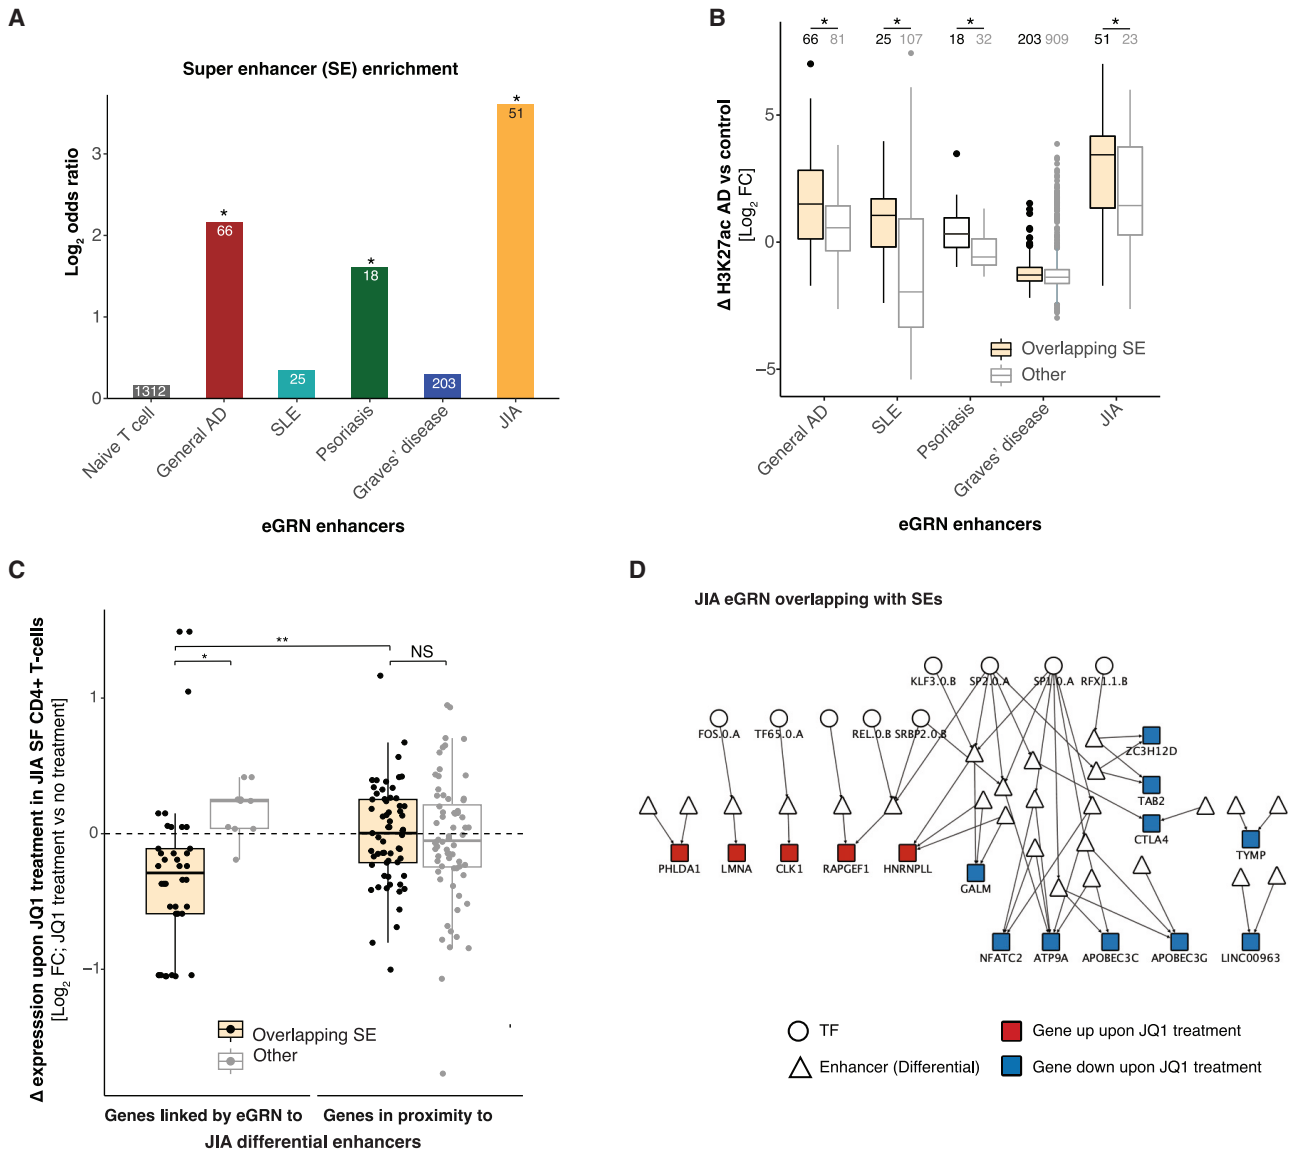 A
Super enhancer (SE) enrichment
Log2 odds ratio
3
2
1
0
1312
*
66
25
*
18
203
*
51
Naive T cell
General AD
SLE
Psoriasis
Graves' disease
JIA
eGRN enhancers
B
* * * *
66 81 25 107 18 32 203 909 51 23
Δ H3K27ac AD vs control
[Log2 FC]
5
0
−5
Overlapping SE
Other
General AD
SLE
Psoriasis
Graves' disease
JIA
eGRN enhancers
C
Δ expresssion upon JQ1 treatment in JIA SF CD4+ T-cells
[Log2 FC; JQ1 treatment vs no treatment]
1
0
−1
**
*
NS
Overlapping SE
Other
Genes linked by eGRN to
Genes in proximity to
JIA differential enhancers
D
JIA eGRN overlapping with SEs
KLF3.0.B SP2.0.A SP1.0.A RFX1.1.B
FOS.0.A TF65.0.A REL.0.B SRBP2.0.B
ZC3H12D
TAB2
CTLA4
TYMP
PHLDA1 LMNA CLK1 RAPGEF1 HNRNPLL
GALM
NFATC2 ATP9A APOBEC3C APOBEC3G LINC00963
TF
Enhancer (Differential)
Gene up upon JQ1 treatment
Gene down upon JQ1 treatment